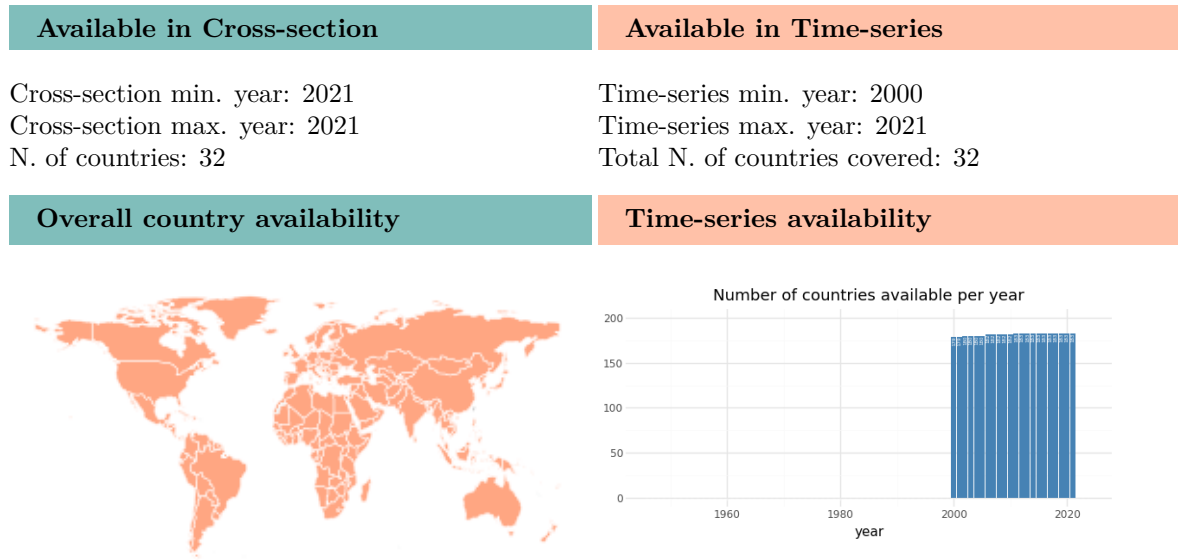 Available in Cross-section
Available in Time-series
Cross-section min. year: 2021
Cross-section max. year: 2021
N. of countries: 32
Time-series min. year: 2000
Time-series max. year: 2021
Total N. of countries covered: 32
Overall country availability
Time-series availability
Number of countries available per year
200
150
100
50
0
1960
1980
2000
2020
year